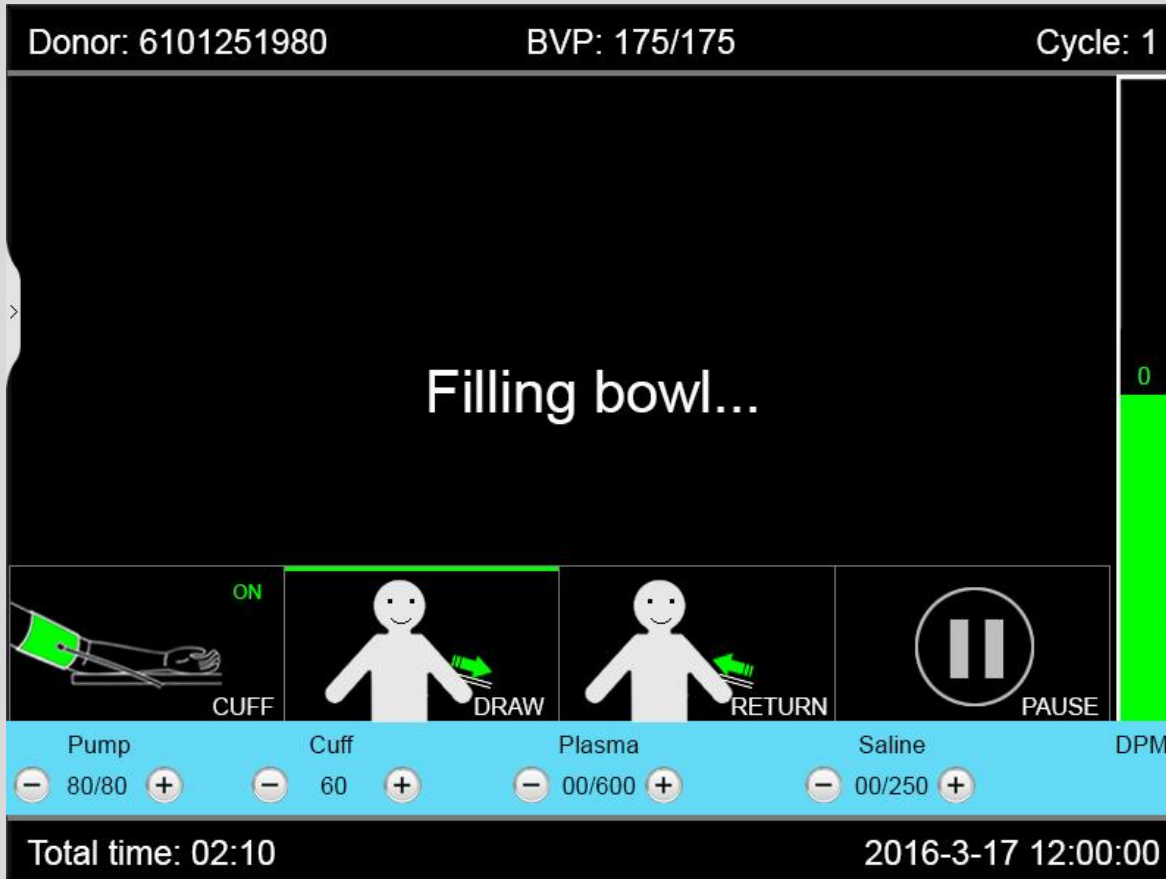 Donor: 6101251980 BVP: 175/175 Cycle: 1
Filling bowl...
0
ON
CUFF DRAW RETURN PAUSE
Pump Cuff Plasma Saline DPM
80/80 60 00/600 00/250
Total time: 02:10 2016-3-17 12:00:00